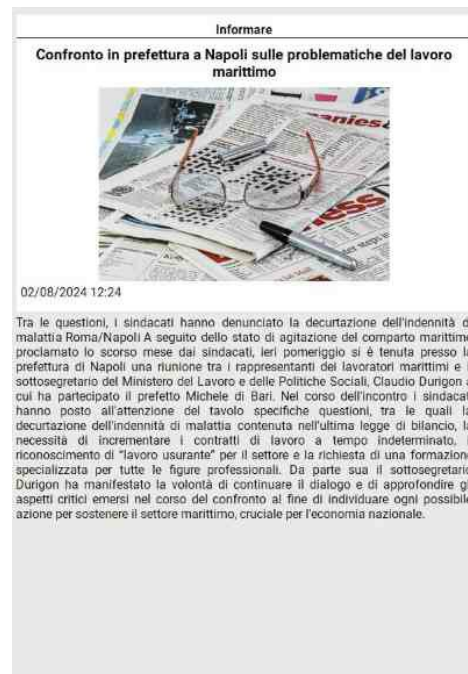 Informare
Confronto in prefettura a Napoli sulle problematiche del lavoro
marittimo
02/08/2024 12:24
Tra le questioni, i sindacati hanno denunciato la decurtazione dell'indennità d
malattia Roma/Napoli A seguito dello stato di agitazione del comparto marittimo
proclamato lo scorso mese dai sindacati, ieri pomeriggio si è tenuta presso la
prefettura di Napoli una riunione tra i rappresentanti dei lavoratori marittimi e i
sottosegretario del Ministero del Lavoro e delle Politiche Sociali, Claudio Durigon a
cui ha partecipato il prefetto Michele di Bari. Nel corso dell'incontro i sindacat
hanno posto all'attenzione del tavolo specifiche questioni, tra le quali la
decurtazione dell'indennità di malattia contenuta nell'ultima legge di bilancio, la
necessità di incrementare i contratti di lavoro a tempo indeterminato, i
riconoscimento di "lavoro usurante" per il settore e la richiesta di una formazione
specializzata per tutte le figure professionali. Da parte sua il sottosegretario
Durigon ha manifestato la volontà di continuare il dialogo e di approfondire gl
aspetti critici emersi nel corso del confronto al fine di individuare ogni possibile
azione per sostenere il settore marittimo, cruciale per l'economia nazionale.